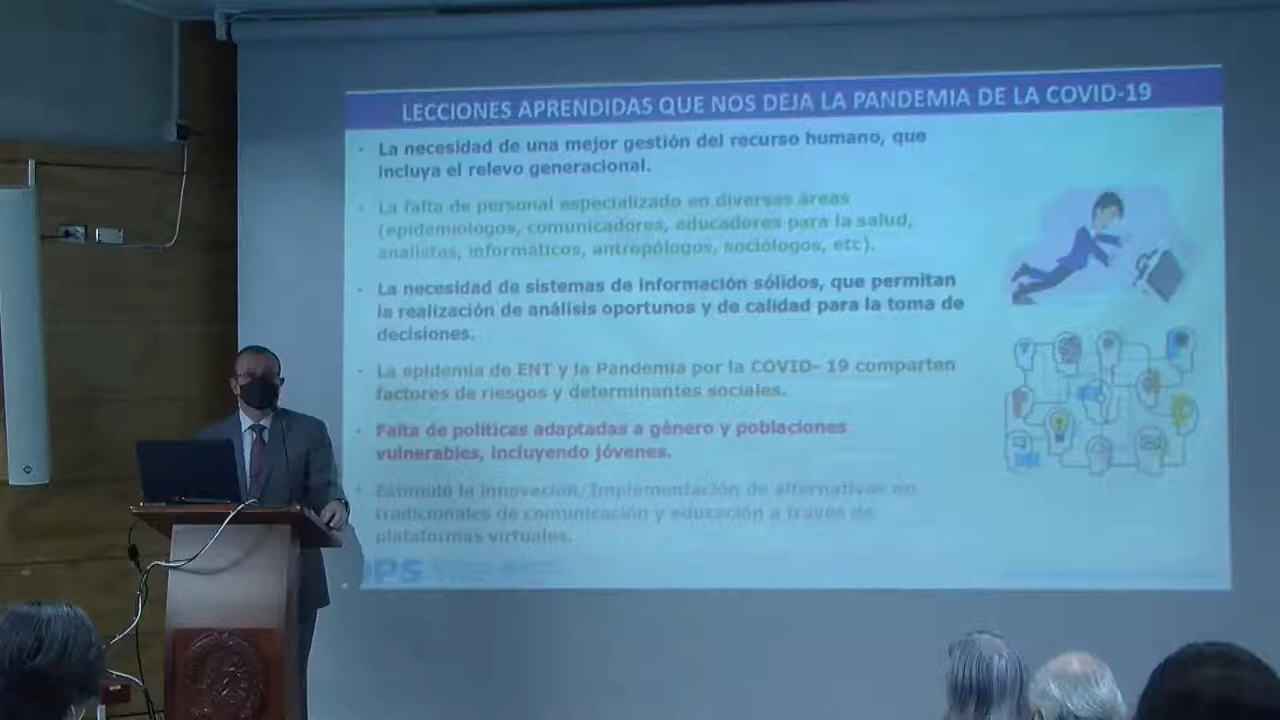 LECCIONES APRENDIDAS QUE NOS DEJA LA PANDEMIA DE LA COVID-19
La necesidad de una mejor gestión del recurso humano, que
incluya el relevo generacional.
La falta de personal especializado en diversas áreas
(epidemiólogos, comunicadores, educadores para la salud,
analistas, informáticos, antropólogos, sociólogos, etc).
La necesidad de sistemas de información sólidos, que permitan
la realización de análisis oportunos y de calidad para la toma de
decisiones.
La epidemia de ENT y la Pandemia por la COVID- 19 comparten
factores de riesgos y determinantes sociales.
Falta de políticas adaptadas a género y poblaciones
vulnerables, incluyendo jóvenes.
Estimuló la innovación. Implementación de alternativas no
tradicionales de comunicación y educación a través de
plataformas virtuales.
OPS